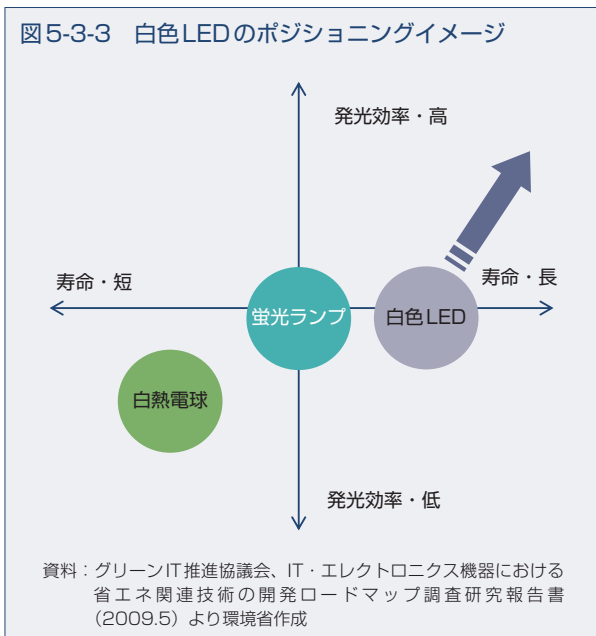 図5-3-3 白色LEDのポジショニングイメージ
発光効率・高
寿命・短
寿命・長
蛍光ランプ
白色LED
白熱電球
発光効率・低
資料：グリーンIT推進協議会、IT・エレクトロニクス機器における
省エネ関連技術の開発ロードマップ調査研究報告書
（2009.5）より環境省作成